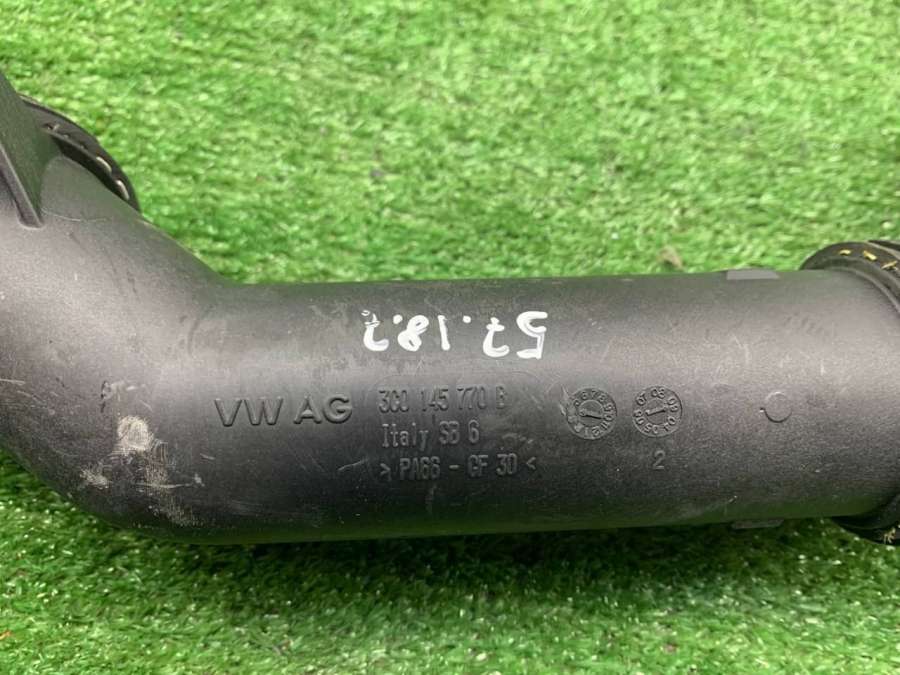 57.18.7
VW AG 3C0 145 770 B
Italy SB 6
> PA66 - GF 30 <
2